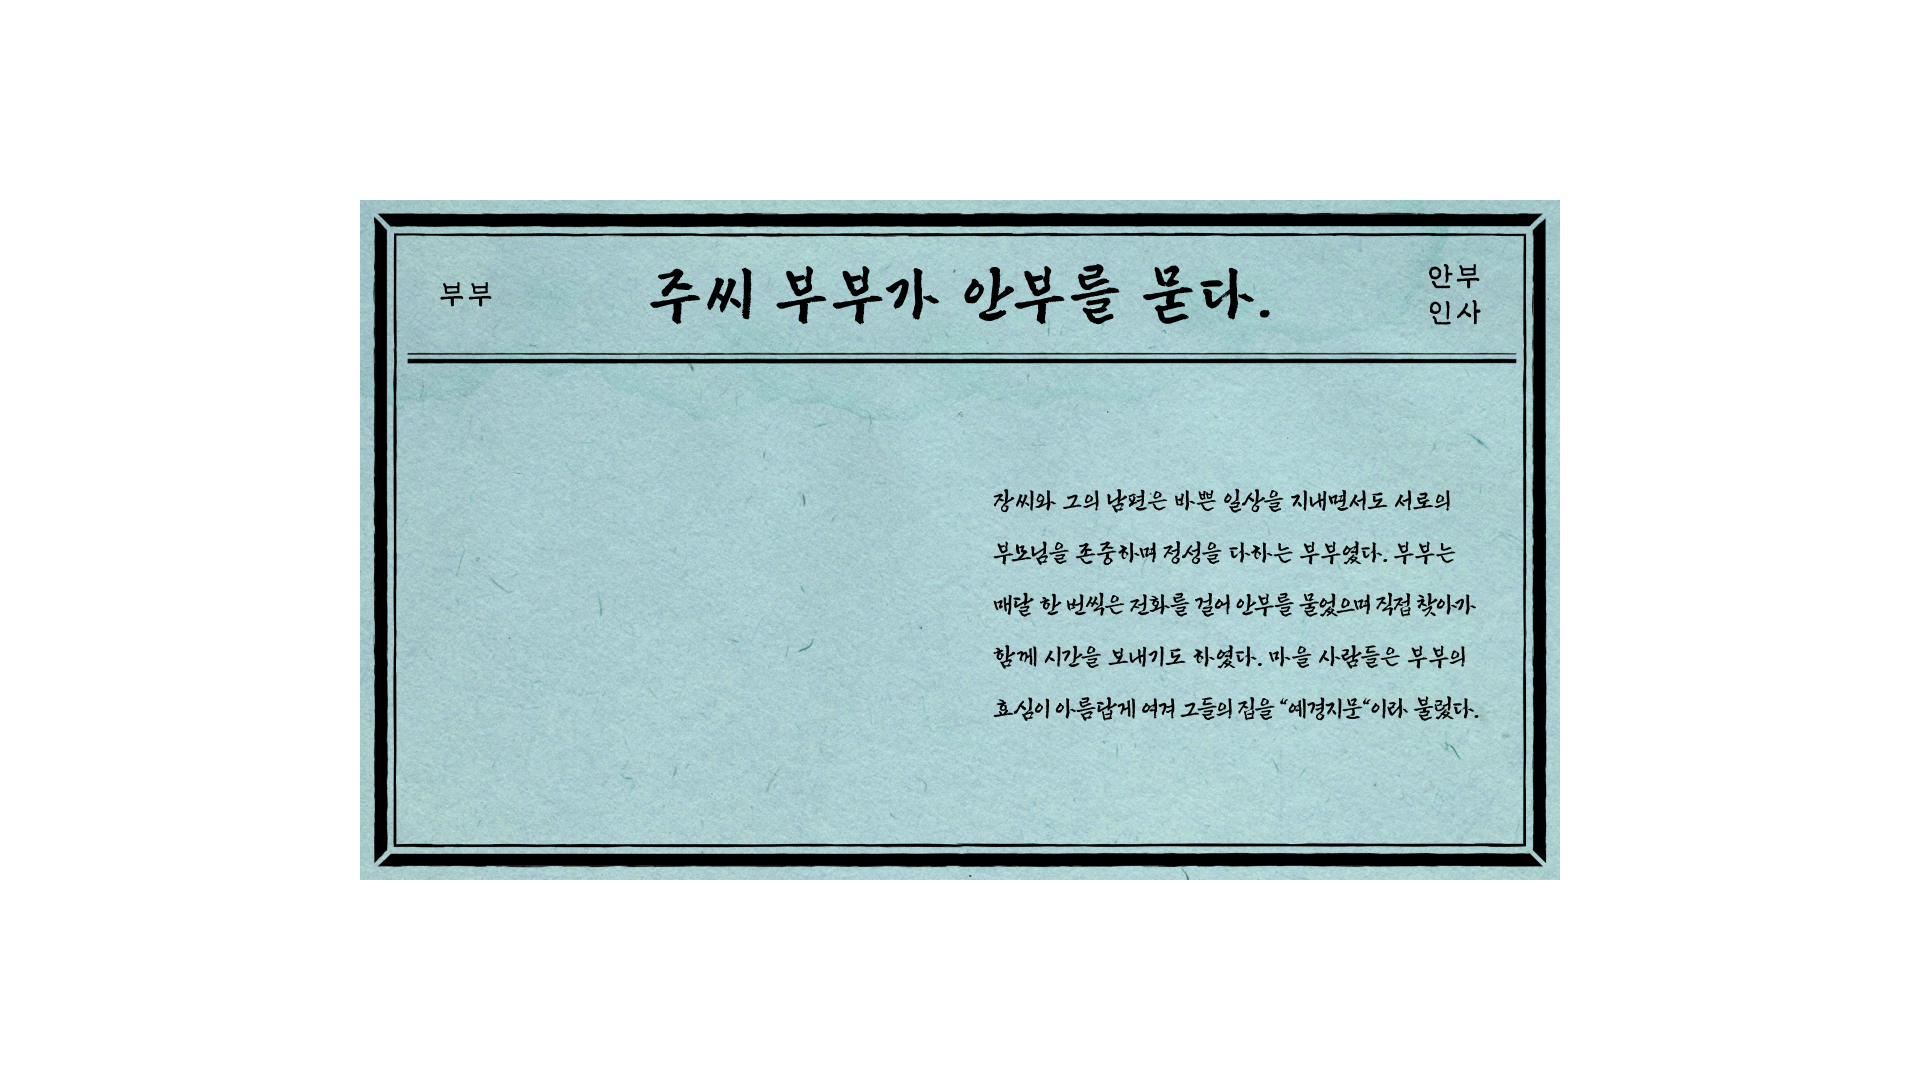 부부
주씨 부부가 안부를 묻다.
안부
인사
장씨와 그의 남편은 바쁜 일상을 지내면서도 서로의
부모님을 존중하며 정성을 다하는 부부였다. 부부는
매달 한 번씩은 전화를 걸어 안부를 물었으며 직접 찾아가
함께 시간을 보내기도 하였다. 마을 사람들은 부부의
효심이 아름답게 여겨 그들의 집을 “예경지문“이라 불렀다.